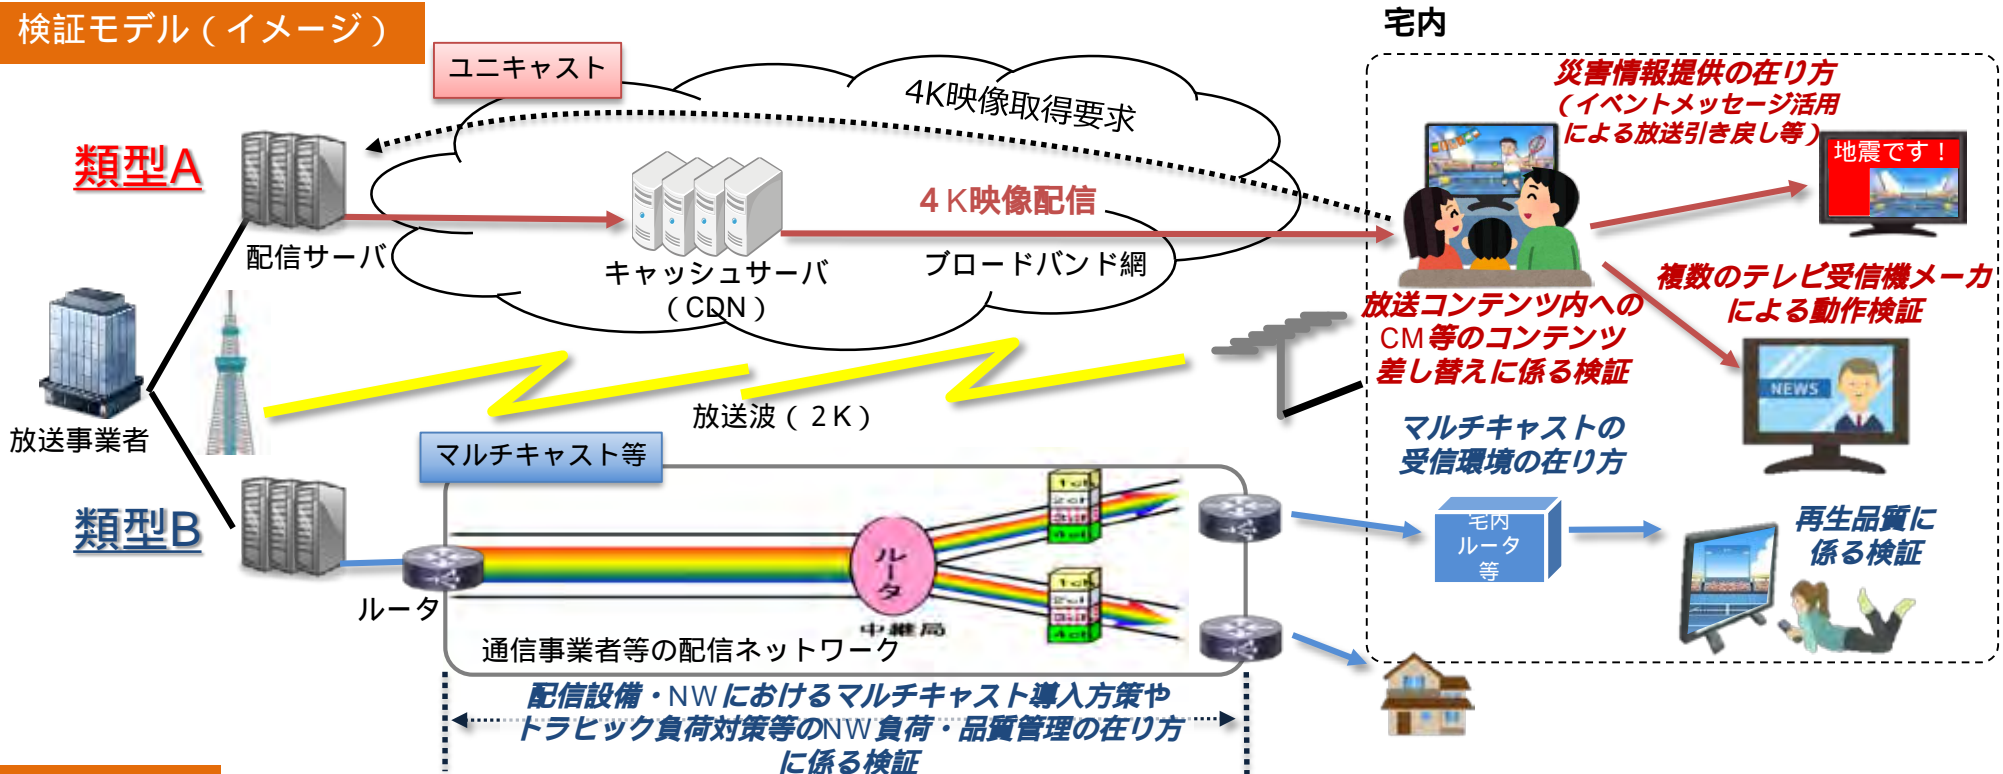 検証モデル（イメージ）
宅内
ユニキャスト
4K映像取得要求
災害情報提供の在り方
（イベントメッセージ活用
による放送引き戻し等）
地震です！
類型A
４K映像配信
配信サーバ
キャッシュサーバ
（CDN）
ブロードバンド網
複数のテレビ受信機メーカ
による動作検証
放送コンテンツ内への
CM等のコンテンツ
差し替えに係る検証
NEWS
放送波（２K）
放送事業者
マルチキャスト等
マルチキャストの
受信環境の在り方
類型B
1ch
2ch
3ch
4ch
ルータ
中継局
1ch
2ch
3ch
4ch
宅内
ルータ
等
再生品質に
係る検証
ルータ
通信事業者等の配信ネットワーク
配信設備・NWにおけるマルチキャスト導入方策や
トラヒック負荷対策等のNW負荷・品質管理の在り方
に係る検証